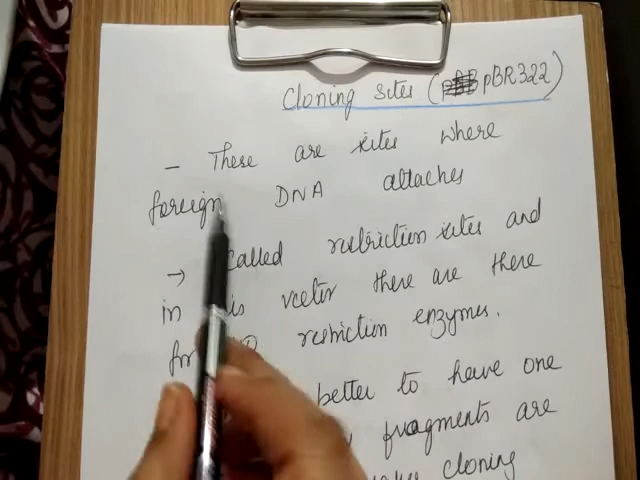 Cloning sites (pBR322)
- These are sites where
foreign DNA attaches
→ called restriction sites and
in vector there are there
restriction enzymes.
better to have one
fragments are
cloning